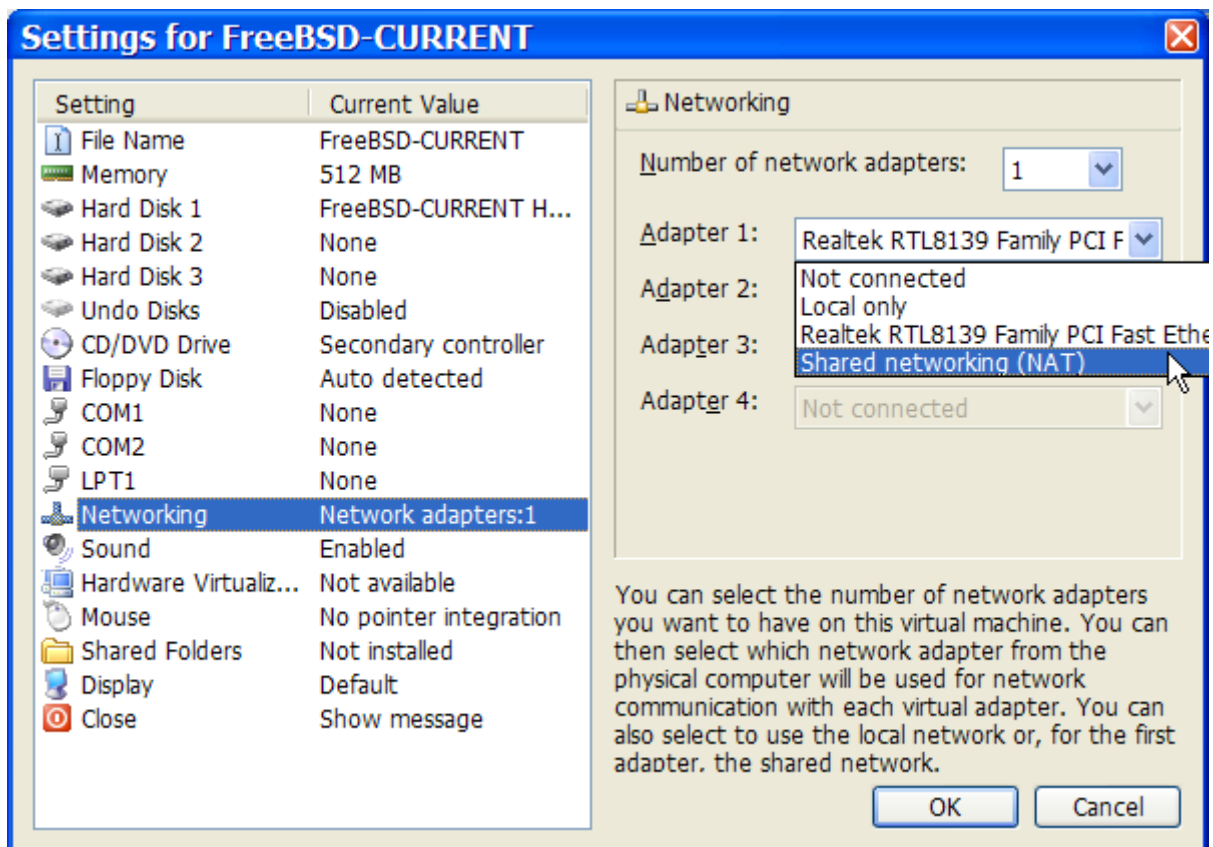 Settings for FreeBSD-CURRENT
Setting Current Value
File Name FreeBSD-CURRENT
Memory 512 MB
Hard Disk 1 FreeBSD-CURRENT H...
Hard Disk 2 None
Hard Disk 3 None
Undo Disks Disabled
CD/DVD Drive Secondary controller
Floppy Disk Auto detected
COM1 None
COM2 None
LPT1 None
Networking Network adapters:1
Sound Enabled
Hardware Virtualiz... Not available
Mouse No pointer integration
Shared Folders Not installed
Display Default
Close Show message
Networking
Number of network adapters: 1
Adapter 1: Realtek RTL8139 Family PCI F
Not connected
Adapter 2:
Local only
Realtek RTL8139 Family PCI Fast Ethe
Adapter 3:
Shared networking (NAT)
Adapter 4: Not connected
You can select the number of network adapters
you want to have on this virtual machine. You can
then select which network adapter from the
physical computer will be used for network
communication with each virtual adapter. You can
also select to use the local network or, for the first
adapter, the shared network.
OK Cancel